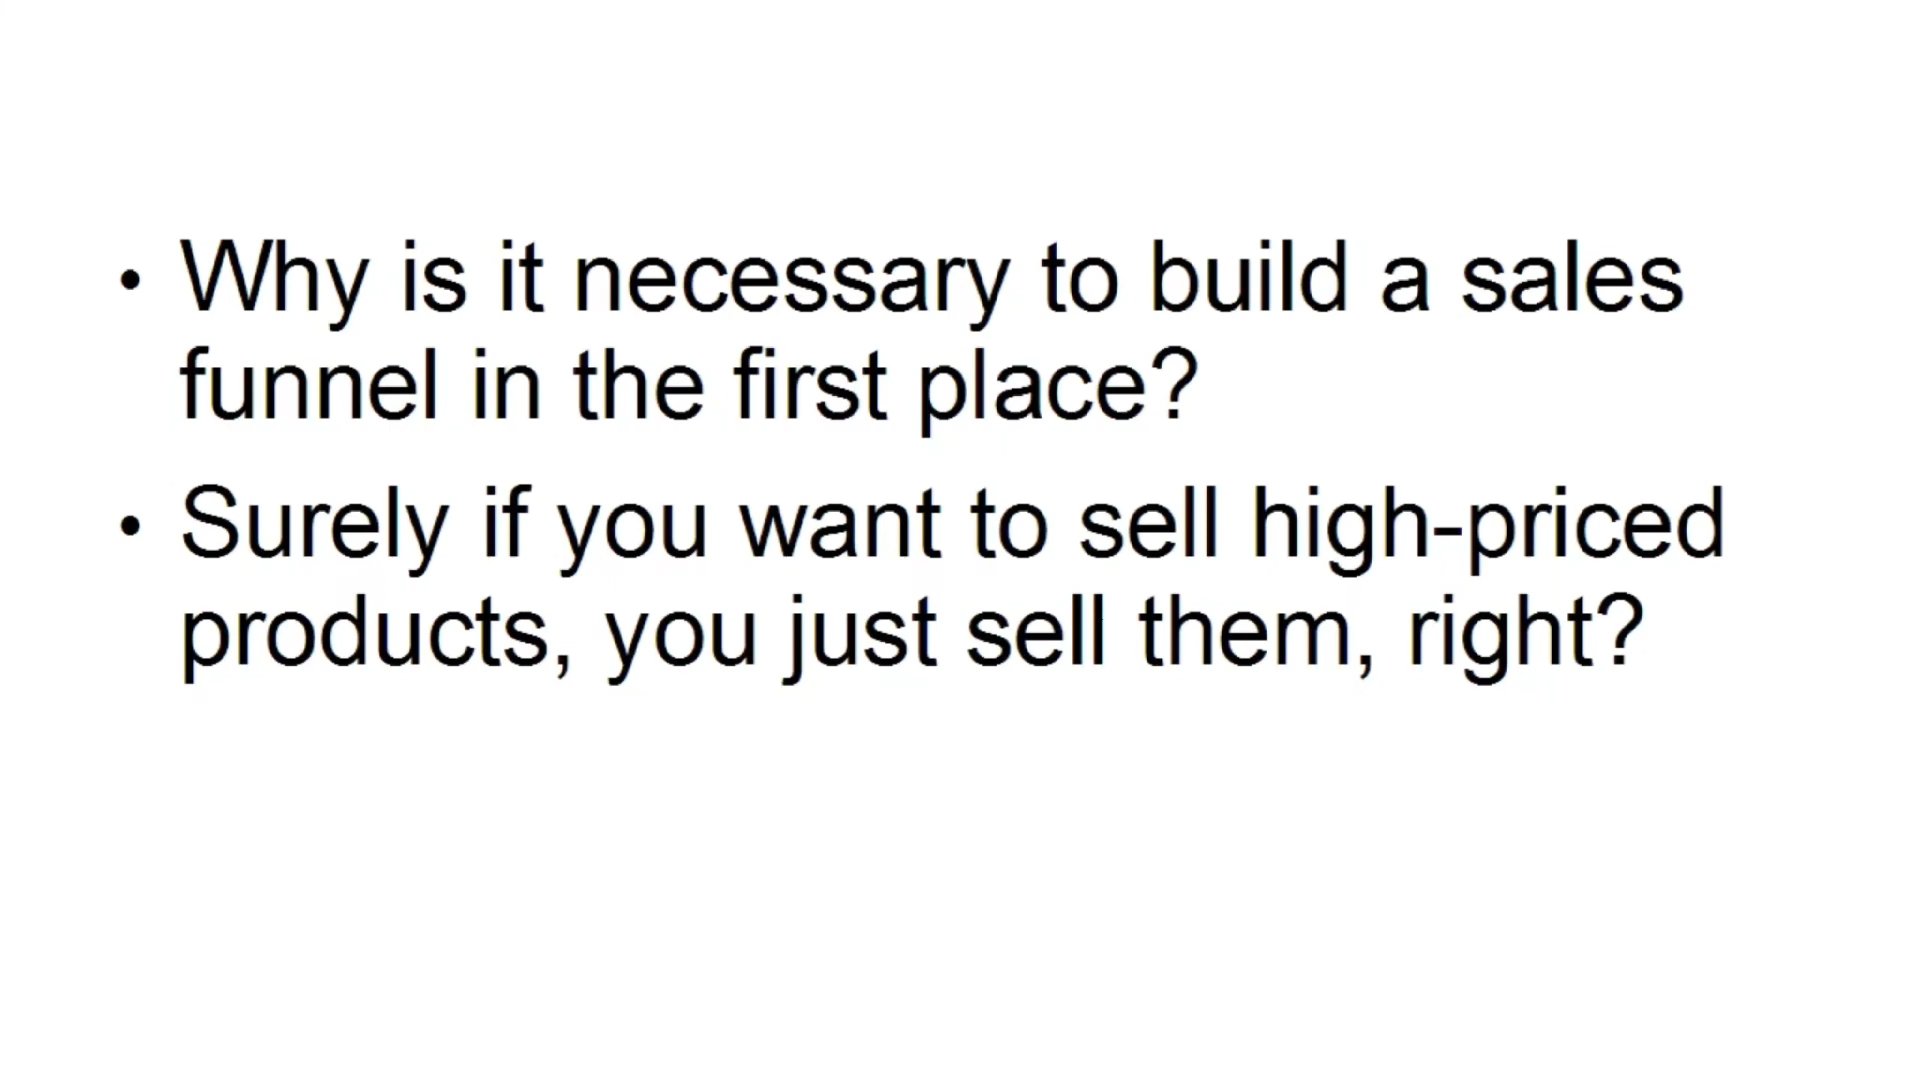 • Why is it necessary to build a sales
funnel in the first place?
• Surely if you want to sell high-priced
products, you just sell them, right?